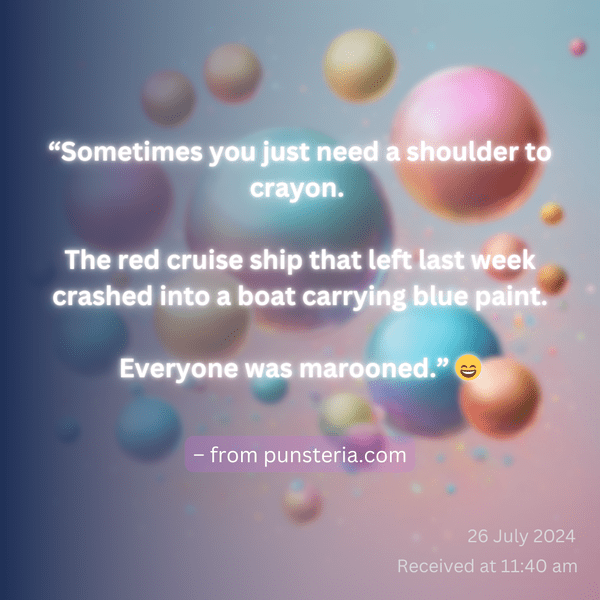 “Sometimes you just need a shoulder to
crayon.
The red cruise ship that left last week
crashed into a boat carrying blue paint.
Everyone was marooned.” 😄
– from punsteria.com
26 July 2024
Received at 11:40 am